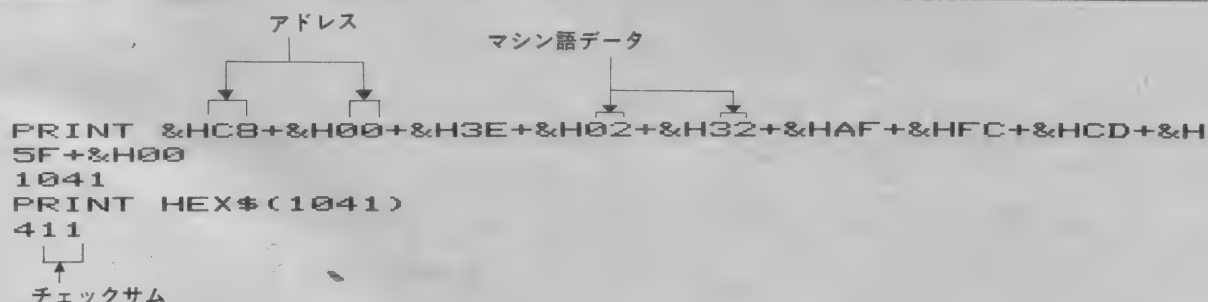 アドレス
マシン語データ
PRINT &HC8+&H00+&H3E+&H02+&H32+&HAF+&HFC+&HCD+&H
5F+&H00
1041
PRINT HEX$(1041)
411
チェックサム